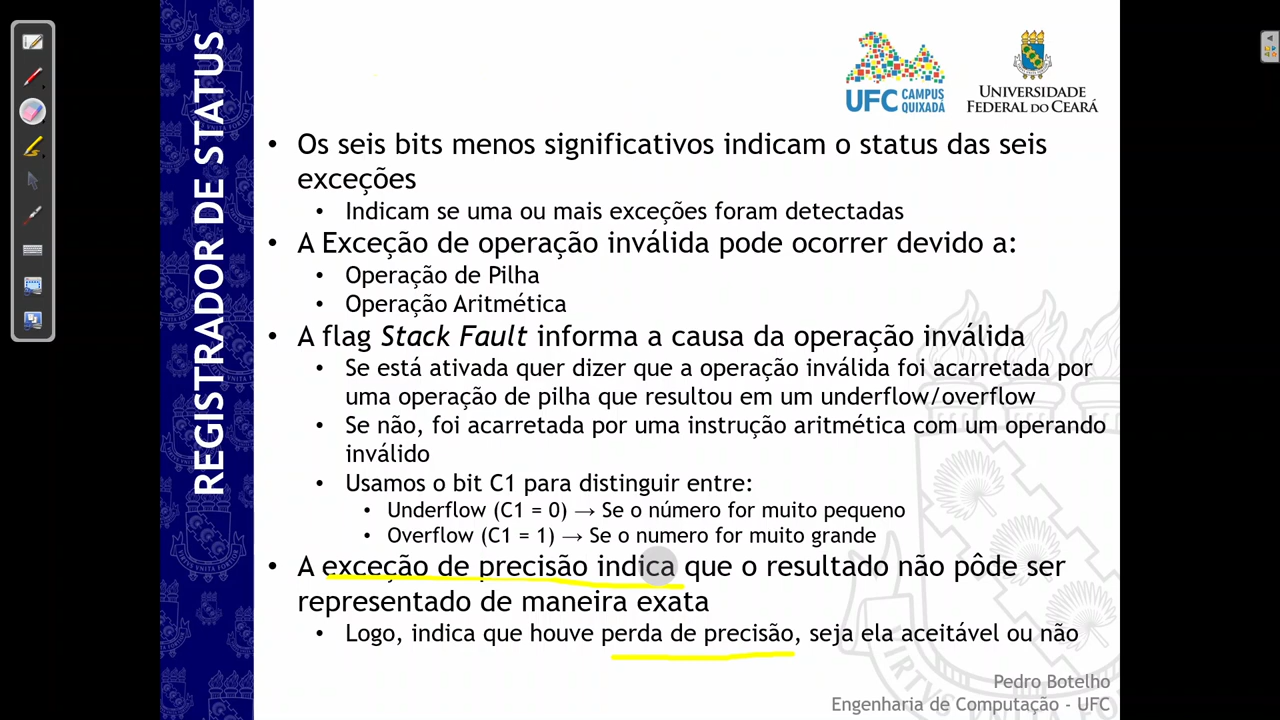 REGISTRADOR DE STATUS
UFC CAMPUS QUIXADÁ
UNIVERSIDADE
FEDERAL DO CEARÁ
• Os seis bits menos significativos indicam o status das seis
exceções
• Indicam se uma ou mais exceções foram detectadas
• A Exceção de operação inválida pode ocorrer devido a:
• Operação de Pilha
• Operação Aritmética
• A flag Stack Fault informa a causa da operação inválida
• Se está ativada quer dizer que a operação inválida foi acarretada por
uma operação de pilha que resultou em um underflow/overflow
• Se não, foi acarretada por uma instrução aritmética com um operando
inválido
• Usamos o bit C1 para distinguir entre:
• Underflow (C1 = 0) → Se o número for muito pequeno
• Overflow (C1 = 1) → Se o numero for muito grande
• A exceção de precisão indica que o resultado não pôde ser
representado de maneira exata
• Logo, indica que houve perda de precisão, seja ela aceitável ou não
Pedro Botelho
Engenharia de Computação - UFC